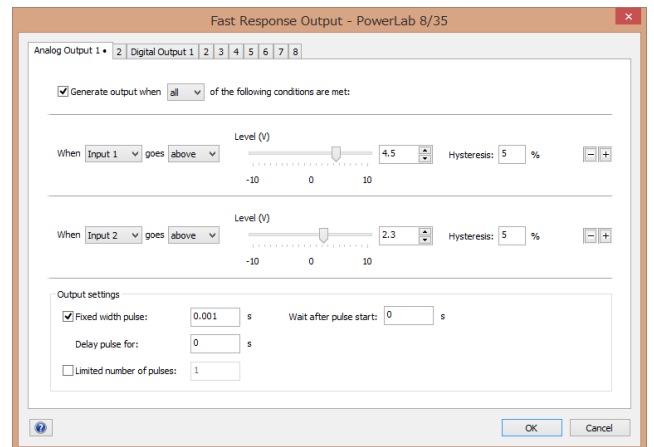 Fast Response Output - PowerLab 8/35
Analog Output 1 • 2 Digital Output 1 2 3 4 5 6 7 8
Generate output when all of the following conditions are met:
Level (V)
When Input 1 goes above 4.5 Hysteresis: 5 %
-10 0 10
Level (V)
When Input 2 goes above 2.3 Hysteresis: 5 %
-10 0 10
Output settings
Fixed width pulse: 0.001 s Wait after pulse start: 0 s
Delay pulse for: 0 s
Limited number of pulses: 1
OK Cancel